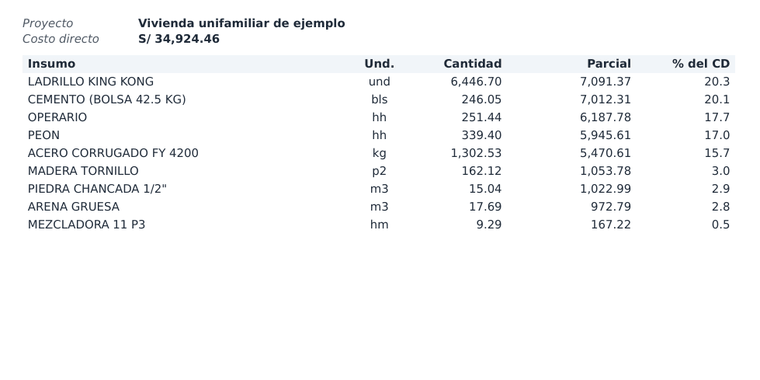 Proyecto Vivienda unifamiliar de ejemplo
Costo directo S/ 34,924.46
Insumo Und. Cantidad Parcial % del CD
LADRILLO KING KONG und 6,446.70 7,091.37 20.3
CEMENTO (BOLSA 42.5 KG) bls 246.05 7,012.31 20.1
OPERARIO hh 251.44 6,187.78 17.7
PEON hh 339.40 5,945.61 17.0
ACERO CORRUGADO FY 4200 kg 1,302.53 5,470.61 15.7
MADERA TORNILLO p2 162.12 1,053.78 3.0
PIEDRA CHANCADA 1/2" m3 15.04 1,022.99 2.9
ARENA GRUESA m3 17.69 972.79 2.8
MEZCLADORA 11 P3 hm 9.29 167.22 0.5